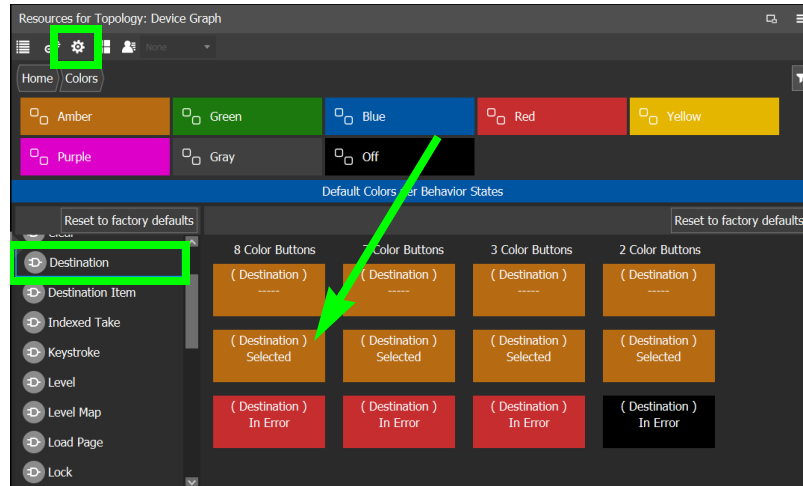 Resources for Topology: Device Graph
None
Home Colors
Amber Green Blue Red Yellow
Purple Gray Off
Default Colors per Behavior States
Reset to factory defaults Reset to factory defaults
Clear
Destination
Destination Item
Indexed Take
Keystroke
Level
Level Map
Load Page
Lock
8 Color Buttons 7 Color Buttons 3 Color Buttons 2 Color Buttons
( Destination ) ( Destination ) ( Destination ) ( Destination )
----- ----- ----- -----
( Destination ) ( Destination ) ( Destination ) ( Destination )
Selected Selected Selected Selected
( Destination ) ( Destination ) ( Destination ) ( Destination )
In Error In Error In Error In Error